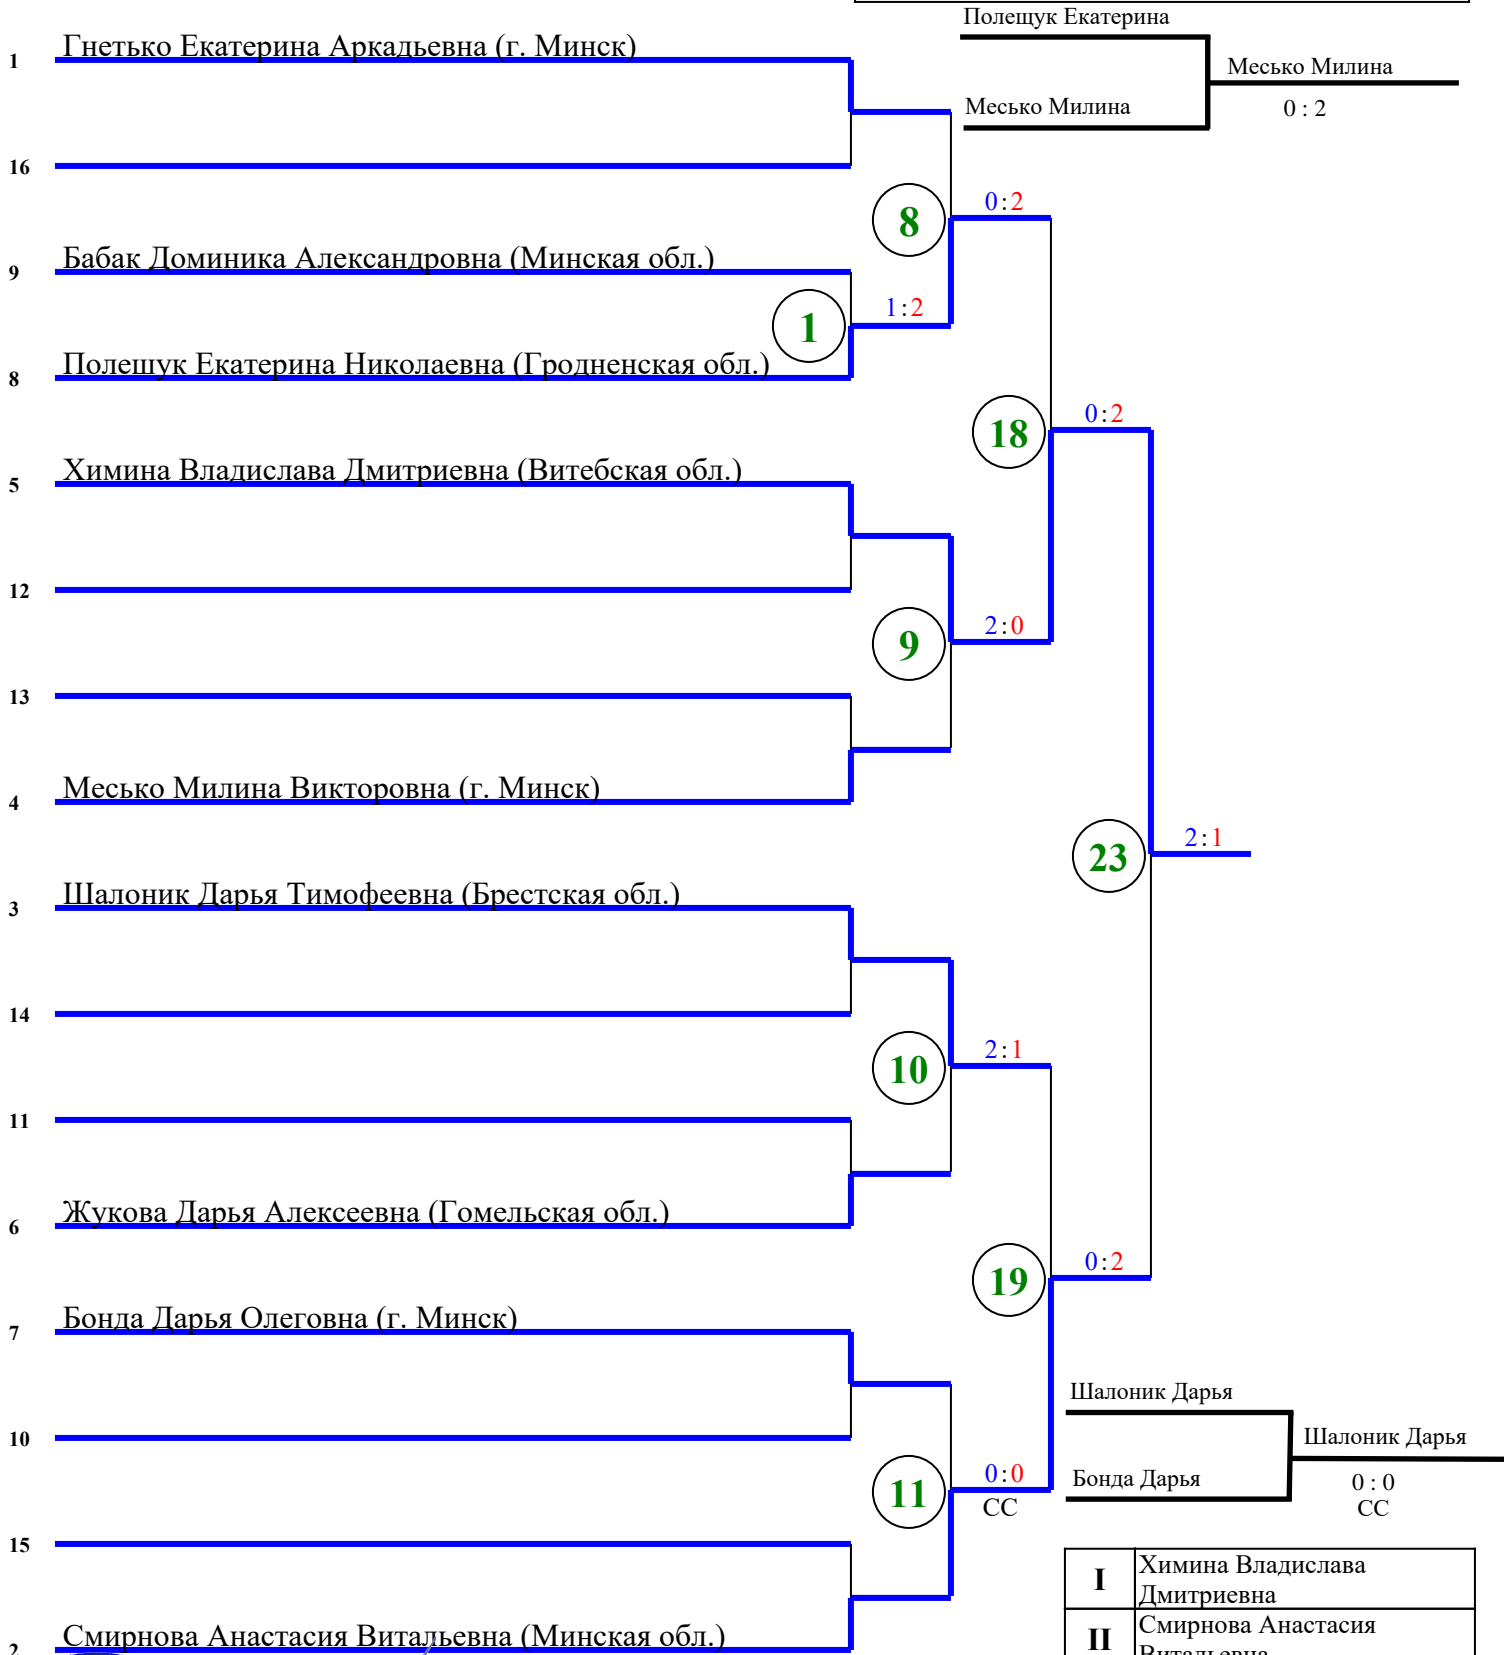 Полещук Екатерина
1 Гнетько Екатерина Аркадьевна (г. Минск)
Месько Милина
Месько Милина
0 : 2
16
0:2
8
9 Бабак Доминика Александровна (Минская обл.)
1:2
1
8 Полещук Екатерина Николаевна (Гродненская обл.)
0:2
18
5 Химина Владислава Дмитриевна (Витебская обл.)
12
2:0
9
13
4 Месько Милина Викторовна (г. Минск)
2:1
23
3 Шалоник Дарья Тимофеевна (Брестская обл.)
14
2:1
10
11
6 Жукова Дарья Алексеевна (Гомельская обл.)
0:2
19
7 Бонда Дарья Олеговна (г. Минск)
Шалоник Дарья
10
Шалоник Дарья
0:0
11
СС
Бонда Дарья
0 : 0
СС
15
I Химина Владислава
Дмитриевна
2 Смирнова Анастасия Витальевна (Минская обл.)
II Смирнова Анастасия
Витальевна